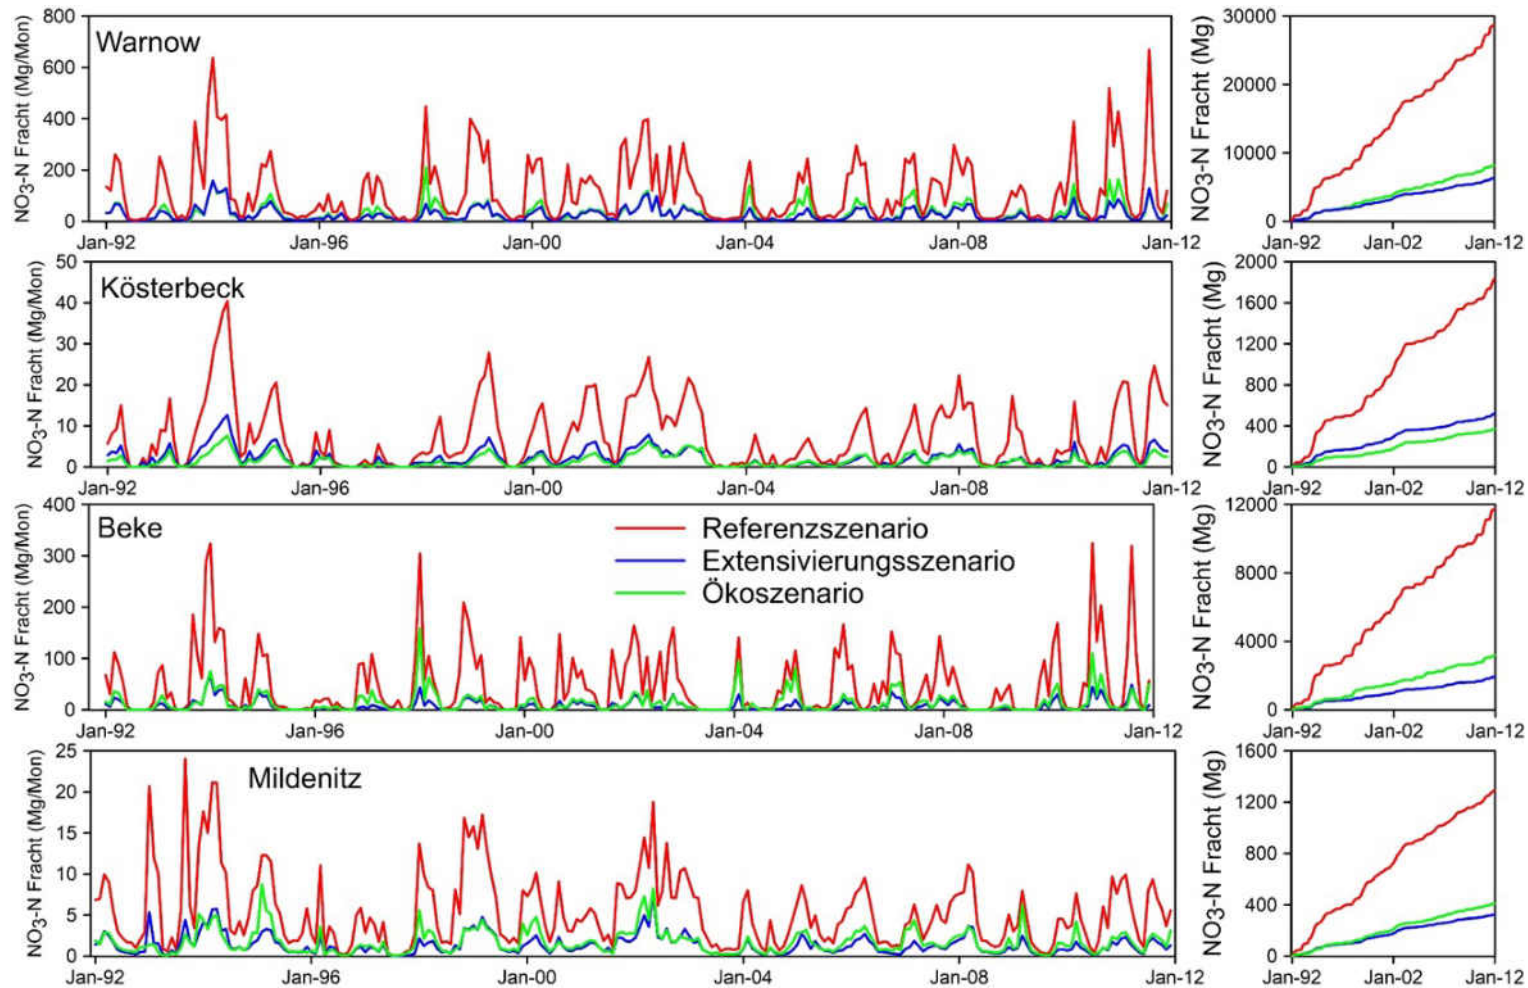 Warnow
NO3-N Fracht (Mg/Mon)
800
600
400
200
0
Jan-92 Jan-96 Jan-00 Jan-04 Jan-08 Jan-12
NO3-N Fracht (Mg)
30000
20000
10000
0
Jan-92 Jan-02 Jan-12
Kösterbeck
NO3-N Fracht (Mg/Mon)
50
40
30
20
10
0
Jan-92 Jan-96 Jan-00 Jan-04 Jan-08 Jan-12
NO3-N Fracht (Mg)
2000
1600
1200
800
400
0
Jan-92 Jan-02 Jan-12
Beke
NO3-N Fracht (Mg/Mon)
400
300
200
100
0
Referenzszenario
Extensivierungsszenario
Ökoszenario
Jan-92 Jan-96 Jan-00 Jan-04 Jan-08 Jan-12
NO3-N Fracht (Mg)
12000
8000
4000
0
Jan-92 Jan-02 Jan-12
Mildenitz
NO3-N Fracht (Mg/Mon)
25
20
15
10
5
0
Jan-92 Jan-96 Jan-00 Jan-04 Jan-08 Jan-12
NO3-N Fracht (Mg)
1600
1200
800
400
0
Jan-92 Jan-02 Jan-12